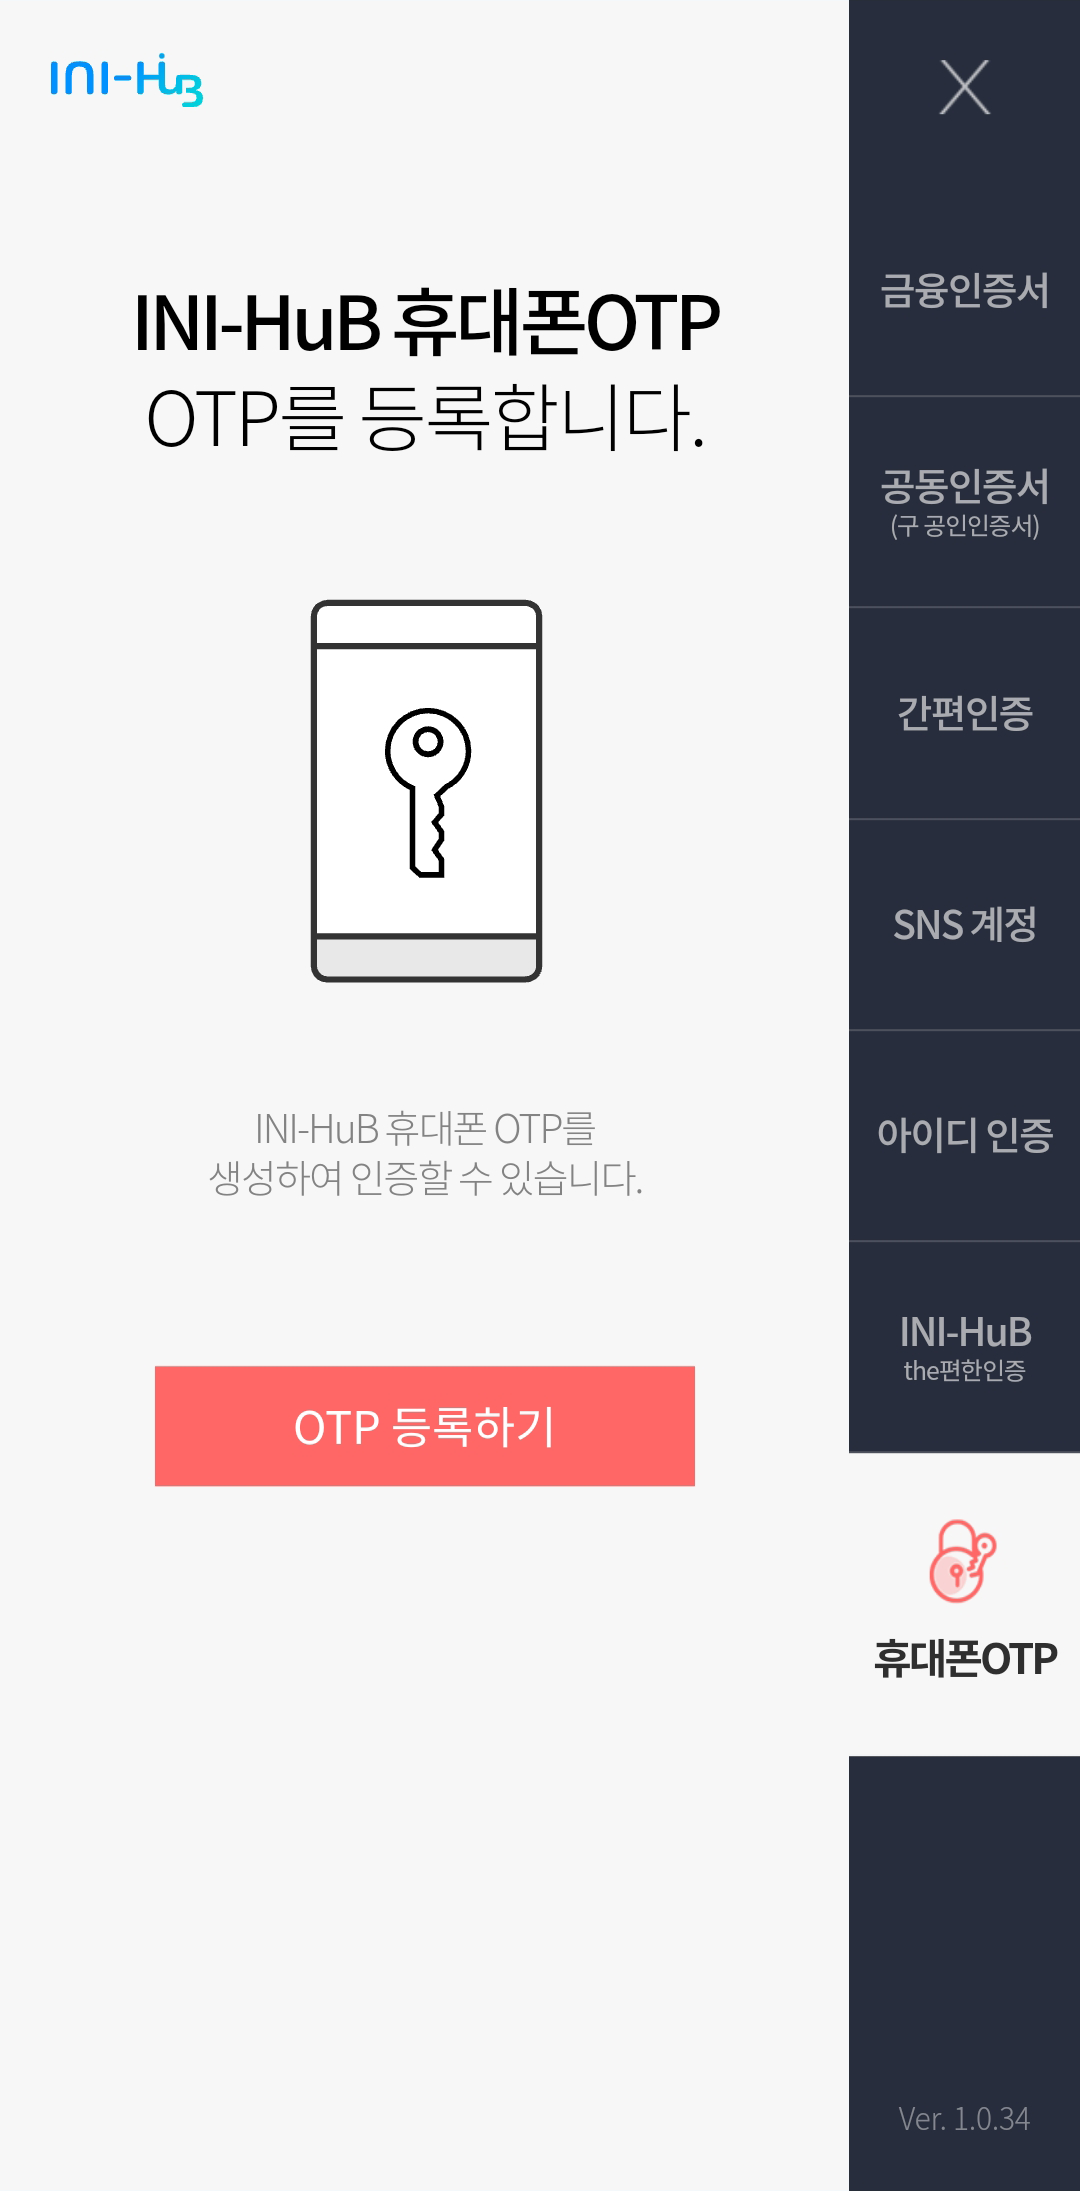 INI-HuB
INI-HuB 휴대폰OTP
OTP를 등록합니다.
INI-HuB 휴대폰 OTP를
생성하여 인증할 수 있습니다.
OTP 등록하기
금융인증서
공동인증서
(구 공인인증서)
간편인증
SNS 계정
아이디 인증
INI-HuB
the편한인증
휴대폰OTP
Ver. 1.0.34